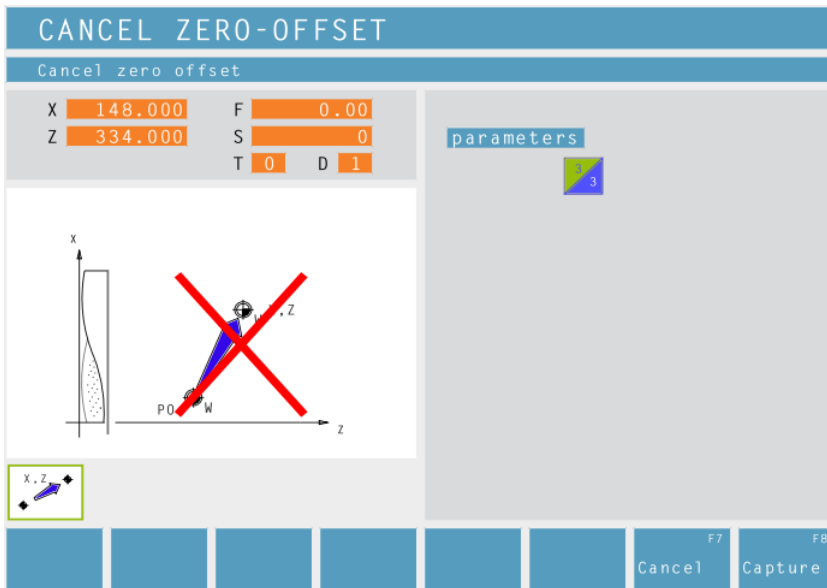 CANCEL ZERO-OFFSET
Cancel zero offset
X 148.000 F 0.00
Z 334.000 S 0
T 0 D 1
parameters
3
3
X
W ,Z
PO W
Z
X,Z
F7 F8
Cancel Capture